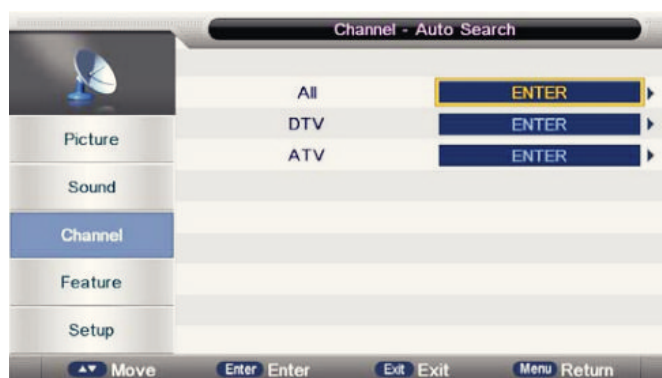 Channel - Auto Search
All ENTER
DTV ENTER
ATV ENTER
Picture
Sound
Channel
Feature
Setup
Move Enter Enter Exit Exit Menu Return